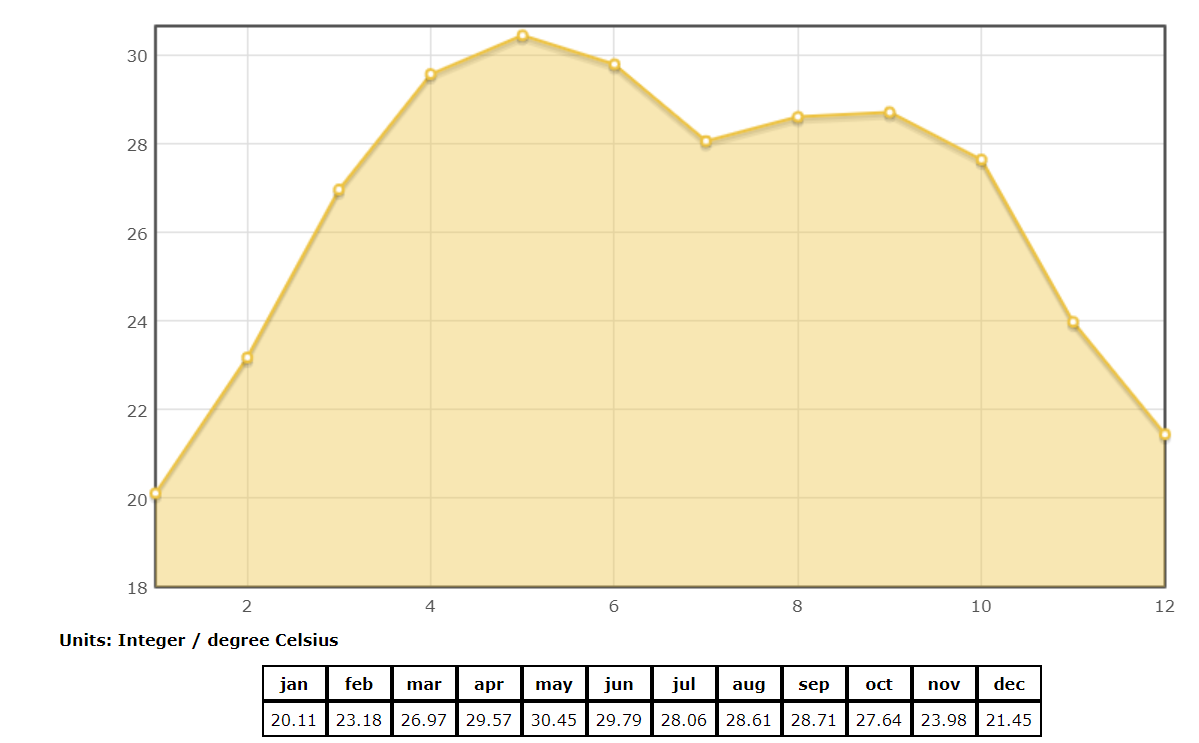 30
28
26
24
22
20
18
2 4 6 8 10 12
Units: Integer / degree Celsius
jan feb mar apr may jun jul aug sep oct nov dec
20.11 23.18 26.97 29.57 30.45 29.79 28.06 28.61 28.71 27.64 23.98 21.45